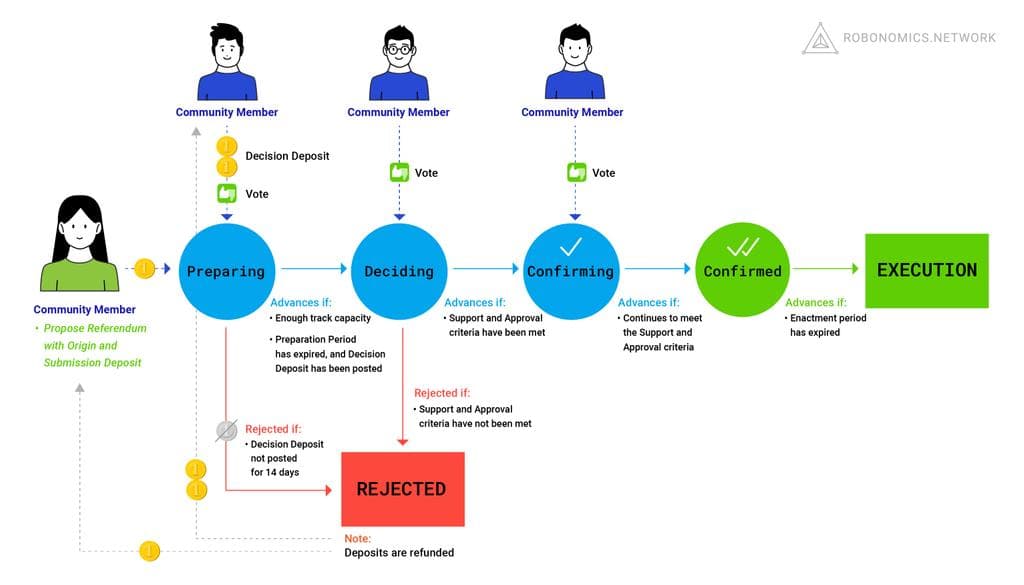 ROBONOMICS.NETWORK
Community Member
Community Member
Community Member
Decision Deposit
Vote
Vote
Vote
Community Member
• Propose Referendum
with Origin and
Submission Deposit
Preparing
Deciding
Confirming
Confirmed
EXECUTION
Advances if:
• Enough track capacity
• Preparation Period
has expired, and Decision
Deposit has been posted
Advances if:
• Support and Approval
criteria have been met
Advances if:
• Continues to meet
the Support and
Approval criteria
Advances if:
• Enactment period
has expired
Rejected if:
• Support and Approval
criteria have not been met
Rejected if:
• Decision Deposit
not posted
for 14 days
REJECTED
Note:
Deposits are refunded